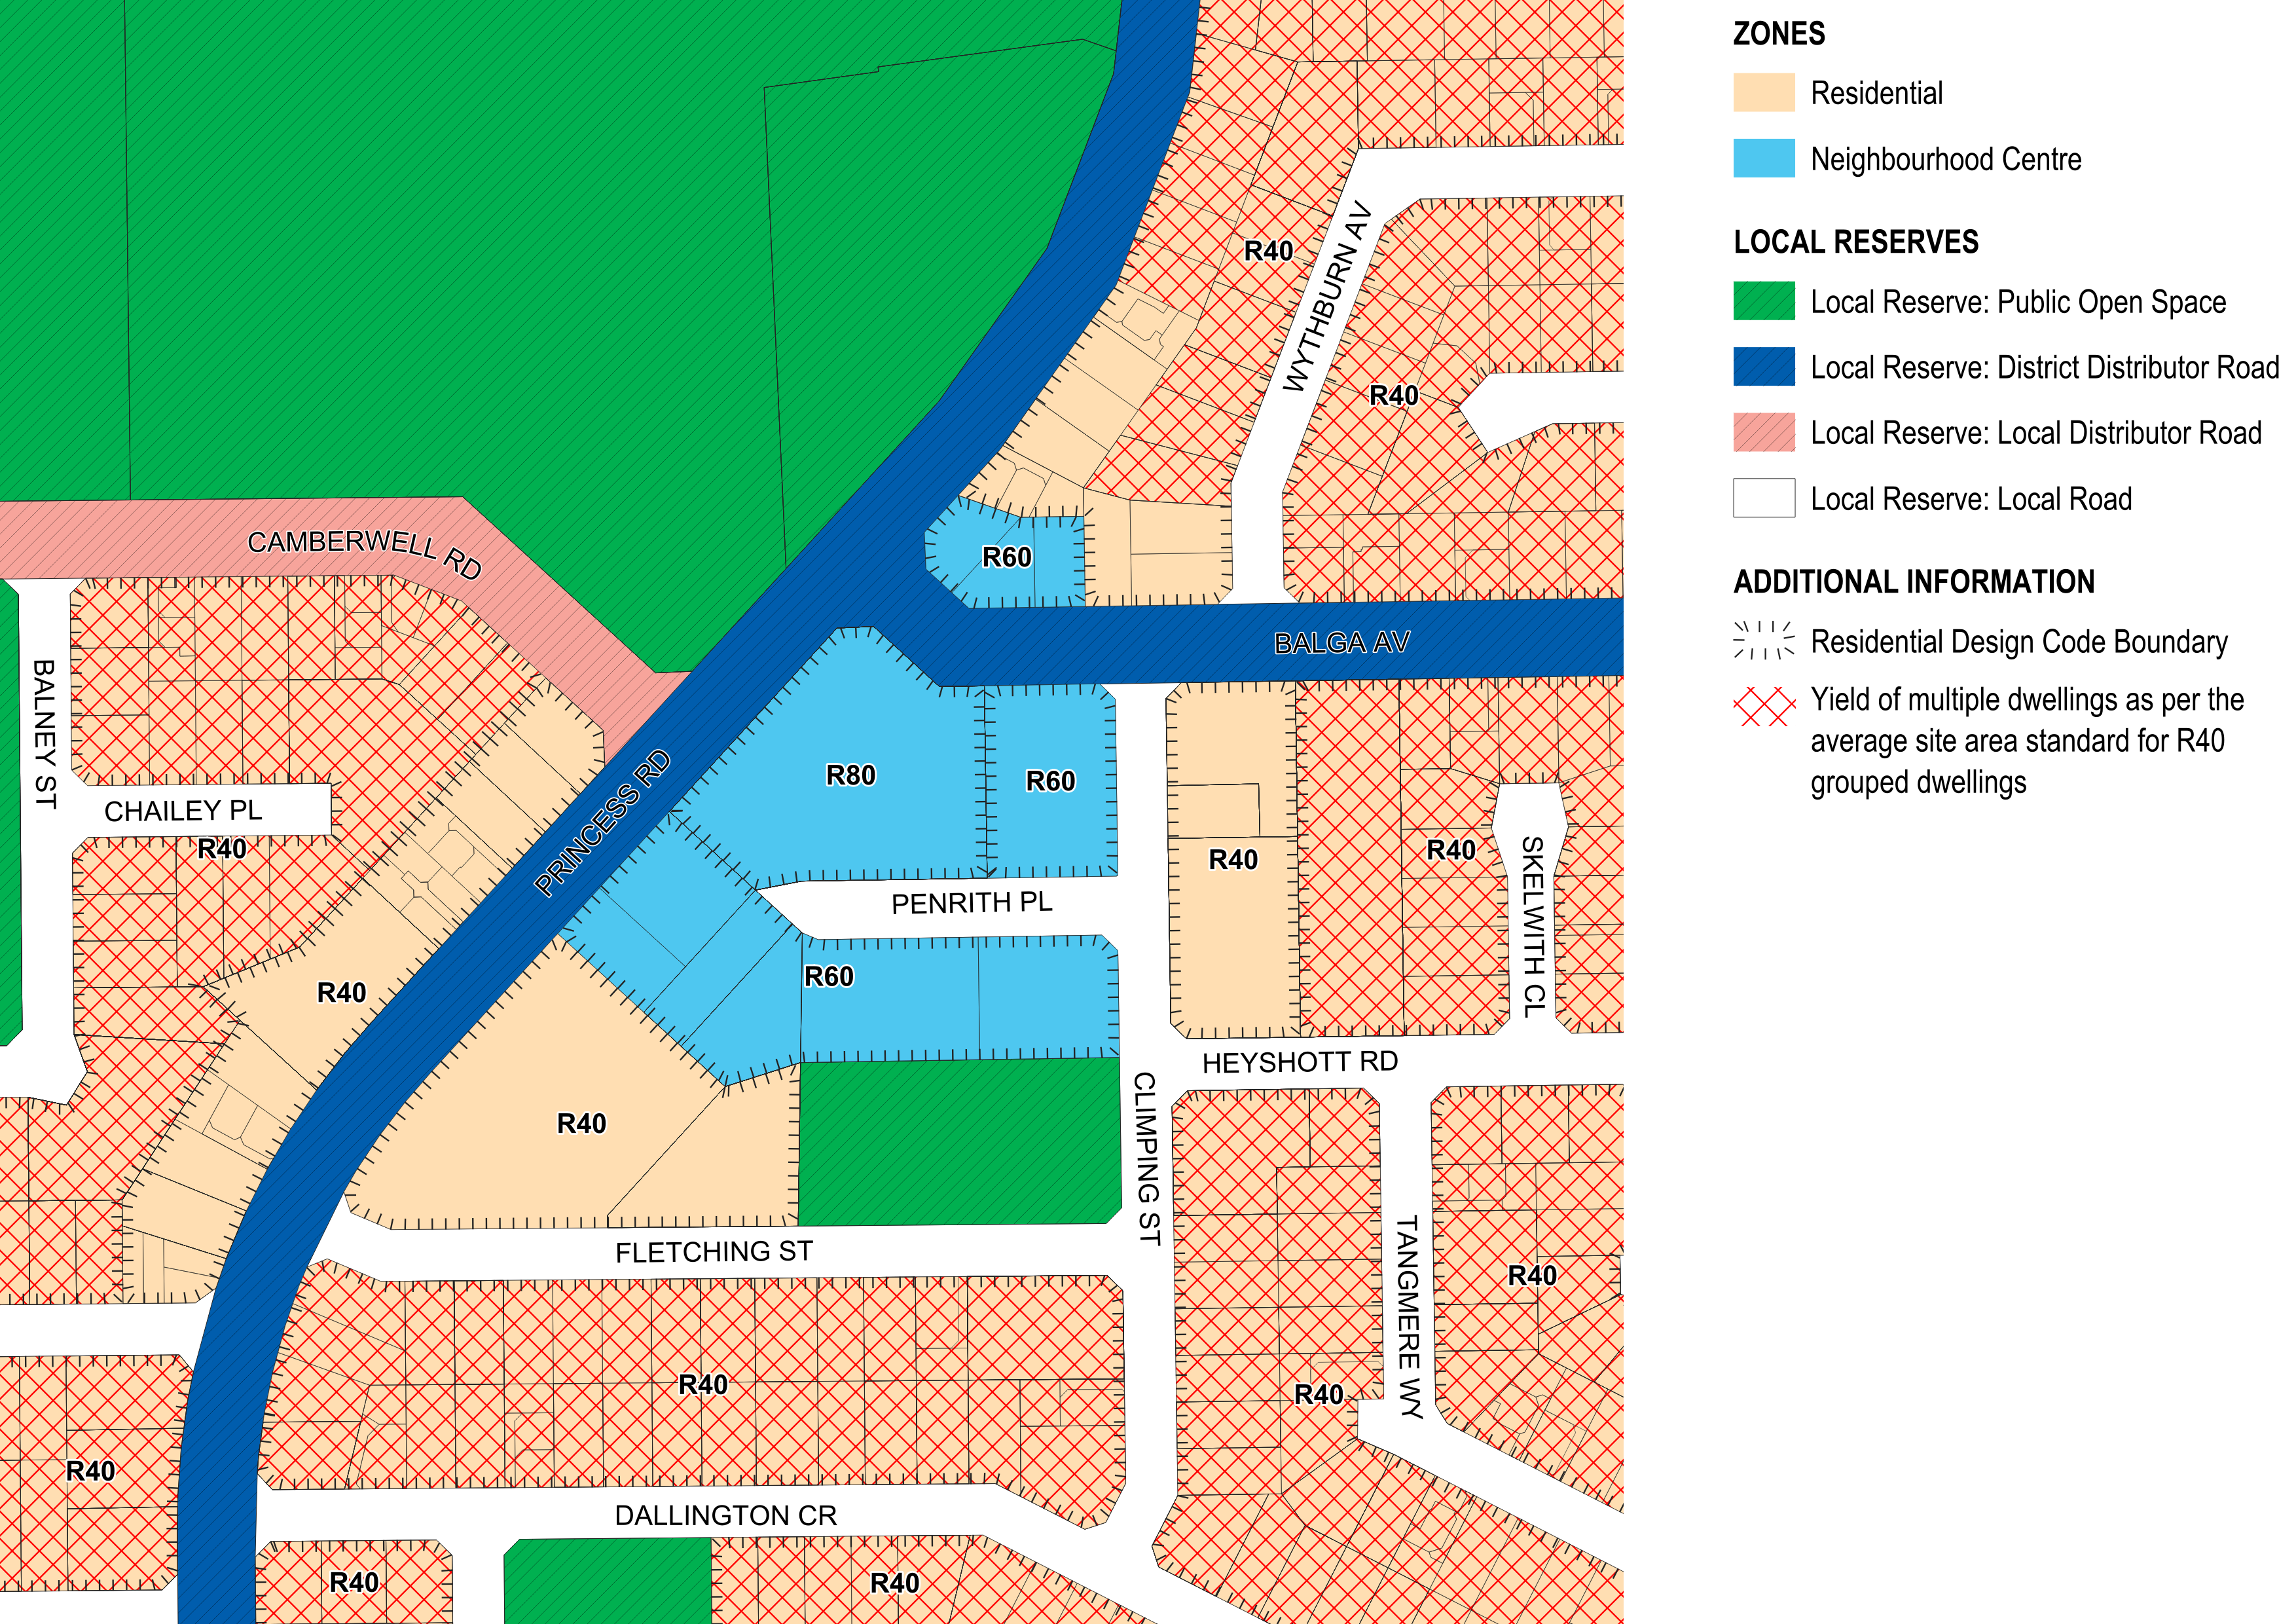 R40
WYTHBURN AV
R40
CAMBERWELL RD
R60
BALGA AV
BALNEY ST
PRINCESS RD
R80
R60
CHAILEY PL
R40
R40
R40
SKELWITH CL
PENRITH PL
R40
R60
HEYSHOTT RD
R40
CLIMPING ST
FLETCHING ST
TANGMERE WY
R40
R40
R40
R40
DALLINGTON CR
R40
R40
ZONES
Residential
Neighbourhood Centre
LOCAL RESERVES
Local Reserve: Public Open Space
Local Reserve: District Distributor Road
Local Reserve: Local Distributor Road
Local Reserve: Local Road
ADDITIONAL INFORMATION
Residential Design Code Boundary
Yield of multiple dwellings as per the
average site area standard for R40
grouped dwellings